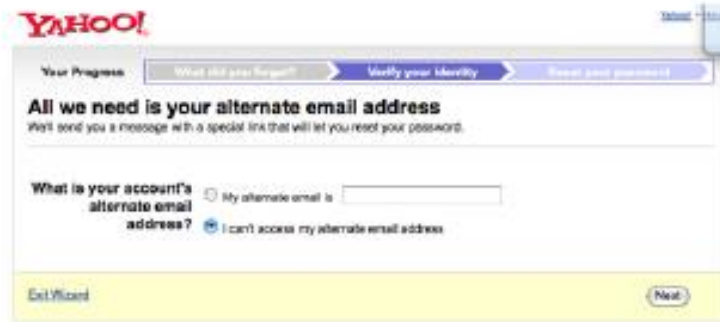 YAHOO!
Yahoo!
Your Progress What did you forget? Verify your identity Reset your password
All we need is your alternate email address
We'll send you a message with a special link that will let you reset your password.
What is your account's alternate email address?
My alternate email is
I can't access my alternate email address
Exit Wizard
Next